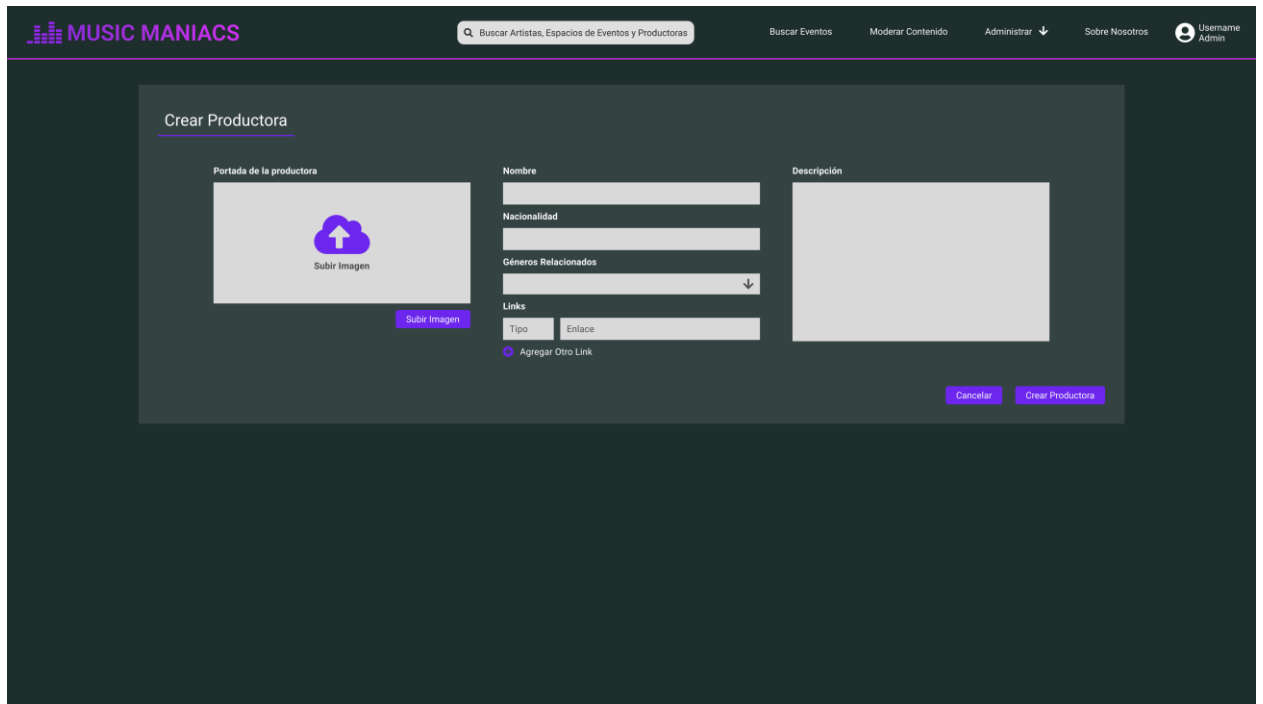 MUSIC MANIACS
Buscar Artistas, Espacios de Eventos y Productoras
Buscar Eventos
Moderar Contenido
Administrar
Sobre Nosotros
Username
Admin
Crear Productora
Portada de la productora
Subir Imagen
Subir Imagen
Nombre
Nacionalidad
Géneros Relacionados
Links
Tipo
Enlace
Agregar Otro Link
Descripción
Cancelar
Crear Productora